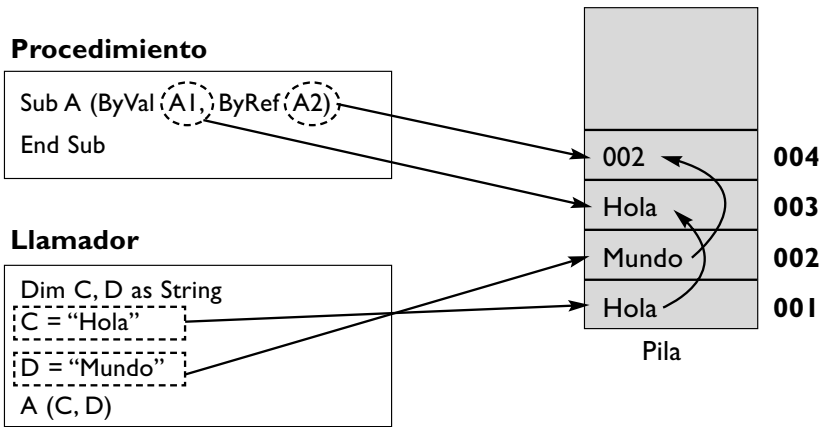 Procedimiento
Sub A (ByVal A1, ByRef A2)
End Sub
Llamador
Dim C, D as String
C = “Hola”
D = “Mundo”
A (C, D)
002 004
Hola 003
Mundo 002
Hola 001
Pila